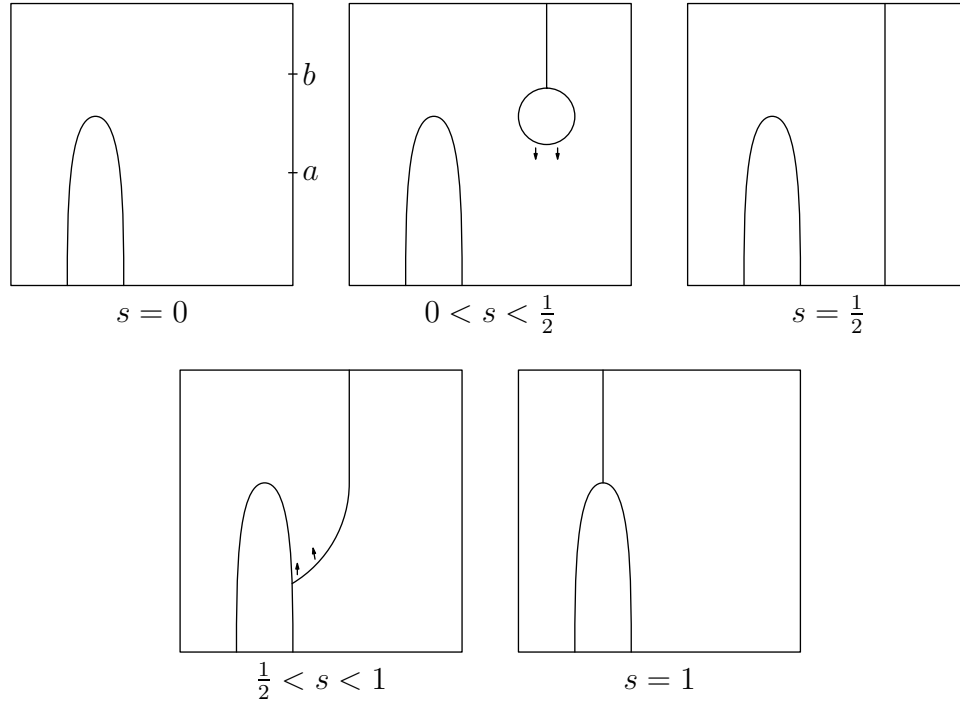 b
a
s = 0
0 < s < 1/2
s = 1/2
1/2 < s < 1
s = 1